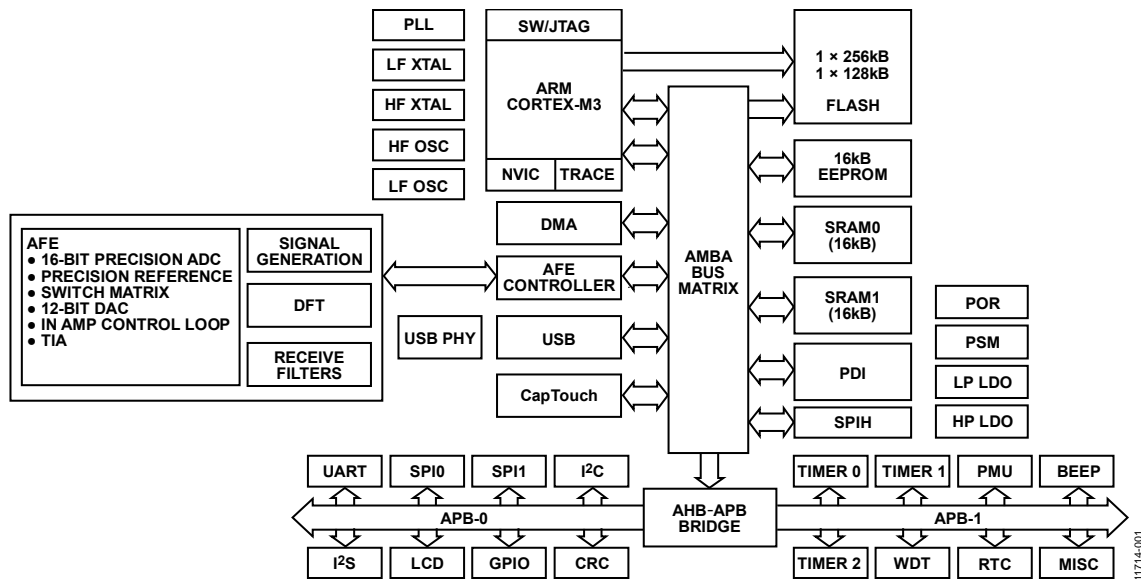 PLL
LF XTAL
HF XTAL
HF OSC
LF OSC
SW/JTAG
ARM
CORTEX-M3
NVIC
TRACE
1 × 256kB
1 × 128kB
FLASH
16kB
EEPROM
SRAM0
(16kB)
SRAM1
(16kB)
PDI
SPIH
AMBA
BUS
MATRIX
DMA
AFE
CONTROLLER
USB
CapTouch
USB PHY
AFE
● 16-BIT PRECISION ADC
● PRECISION REFERENCE
● SWITCH MATRIX
● 12-BIT DAC
● IN AMP CONTROL LOOP
● TIA
SIGNAL
GENERATION
DFT
RECEIVE
FILTERS
POR
PSM
LP LDO
HP LDO
UART
SPI0
SPI1
I²C
TIMER 0
TIMER 1
PMU
BEEP
APB-0
AHB-APB
BRIDGE
APB-1
I²S
LCD
GPIO
CRC
TIMER 2
WDT
RTC
MISC
11714-001